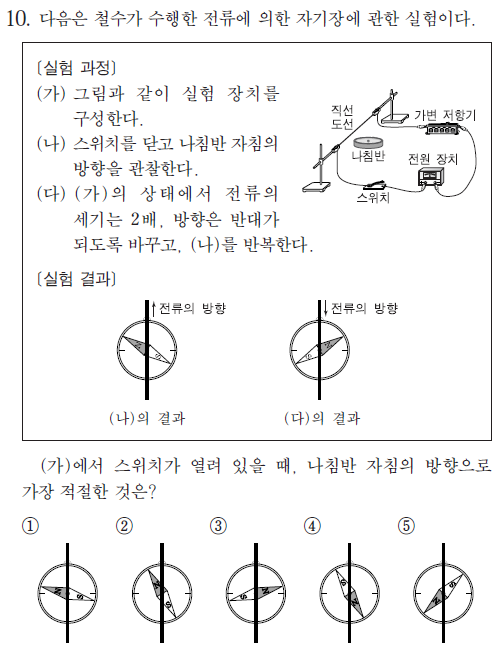 10. 다음은 철수가 수행한 전류에 의한 자기장에 관한 실험이다.
〔실험 과정〕
(가) 그림과 같이 실험 장치를
구성한다.
(나) 스위치를 닫고 나침반 자침의
방향을 관찰한다.
(다) (가)의 상태에서 전류의
세기는 2배, 방향은 반대가
되도록 바꾸고, (나)를 반복한다.
직선
도선
가변 저항기
나침반
전원 장치
스위치
〔실험 결과〕
전류의 방향
전류의 방향
N S
S N
(나)의 결과
(다)의 결과
(가)에서 스위치가 열려 있을 때, 나침반 자침의 방향으로
가장 적절한 것은?
① ② ③ ④ ⑤
N S
N S
S N
S N
S N